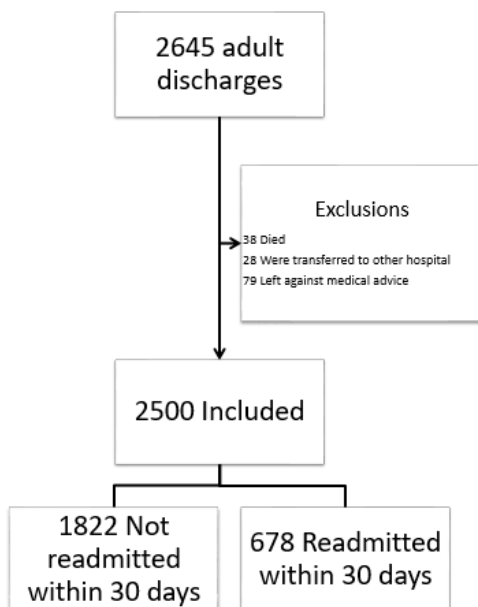 2645 adult
discharges
Exclusions
38 Died
28 Were transferred to other hospital
79 Left against medical advice
2500 Included
1822 Not
readmitted
within 30 days
678 Readmitted
within 30 days